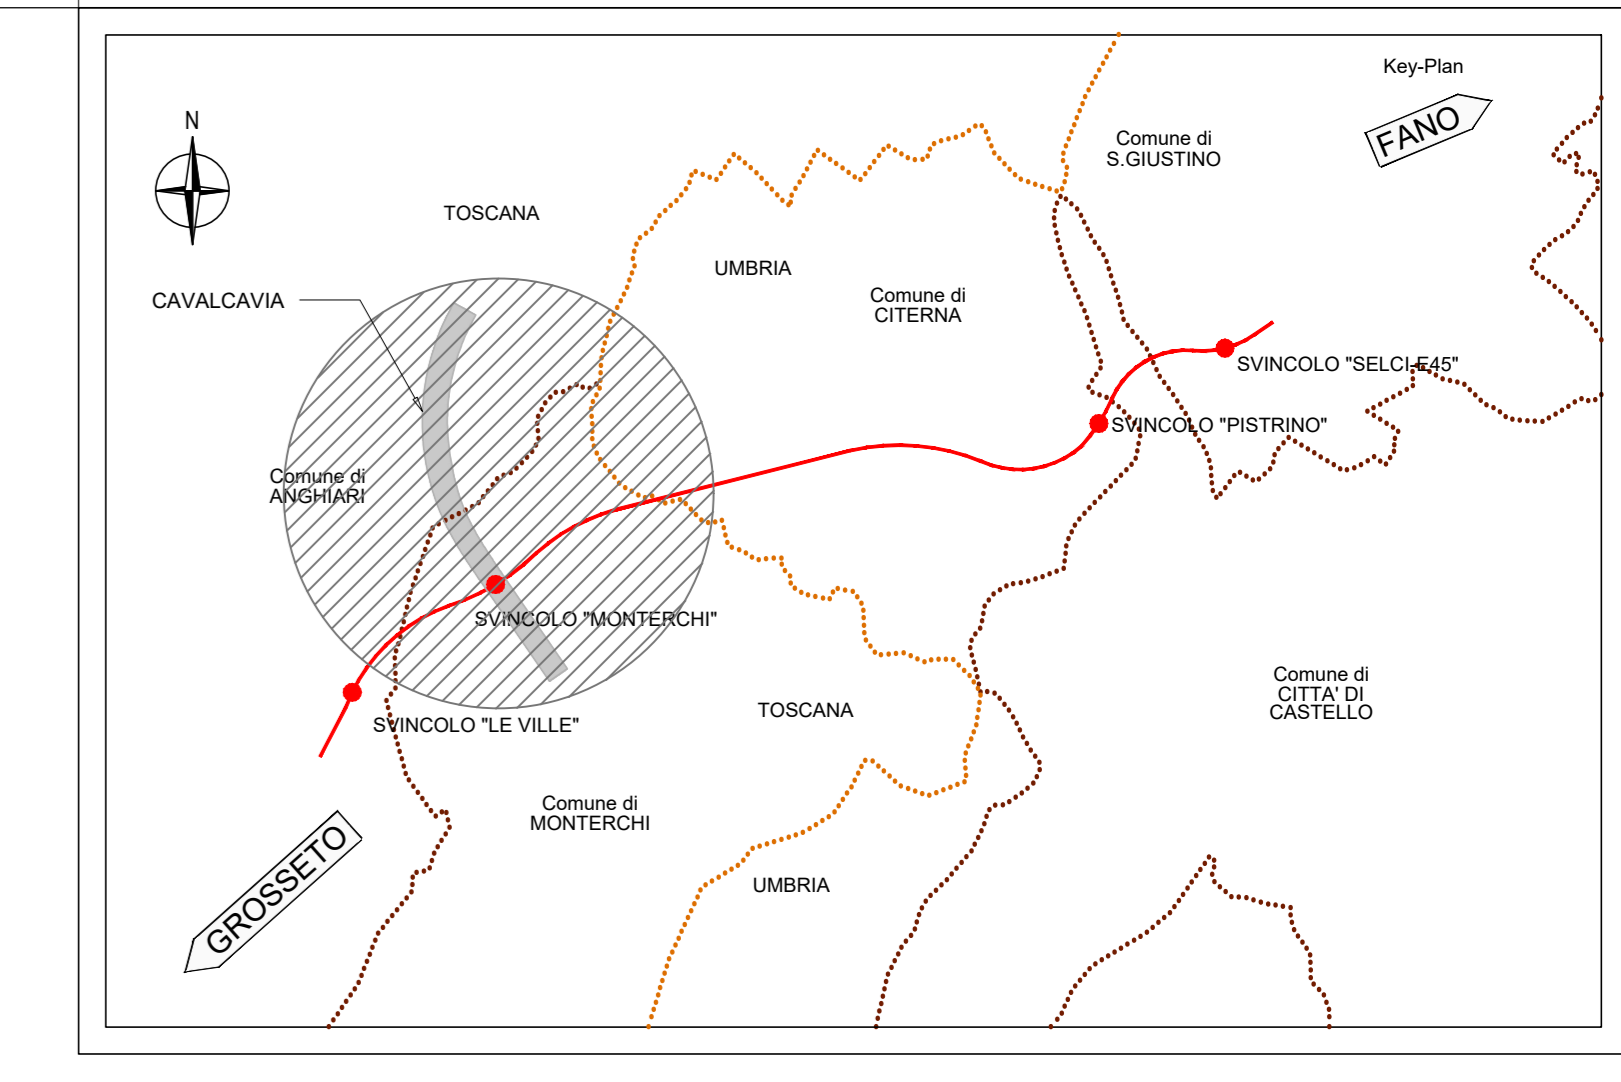 Key-Plan
FANO
N
Comune di
S.GIUSTINO
TOSCANA
UMBRIA
CAVALCAVIA
Comune di
CITERNA
SVINCOLO "SELCI-E45"
SVINCOLO "PISTRINO"
Comune di
ANGHIARI
SVINCOLO "MONTERCHI"
Comune di
CITTA' DI
CASTELLO
TOSCANA
SVINCOLO "LE VILLE"
Comune di
MONTERCHI
GROSSETO
UMBRIA